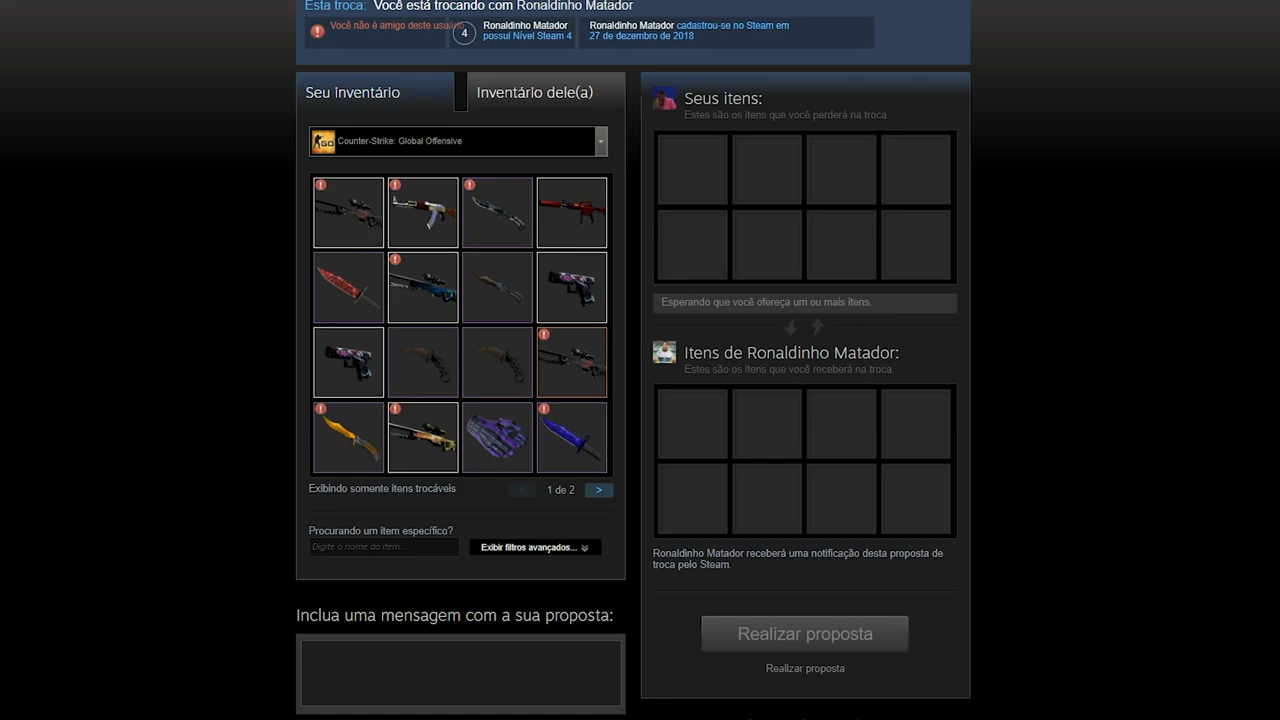 Esta troca: Você está trocando com Ronaldinho Matador
Você não é amigo deste usuário
4
Ronaldinho Matador
possui Nível Steam 4
Ronaldinho Matador cadastrou-se no Steam em
27 de dezembro de 2018
Seu inventário
Inventário dele(a)
Counter-Strike: Global Offensive
Exibindo somente itens trocáveis
< 1 de 2 >
Procurando um item específico?
Digite o nome do item...
Exibir filtros avançados...
Inclua uma mensagem com a sua proposta:
Seus itens:
Estes são os itens que você perderá na troca.
Esperando que você ofereça um ou mais itens.
Itens de Ronaldinho Matador:
Estes são os itens que você receberá na troca.
Ronaldinho Matador receberá uma notificação desta proposta de
troca pelo Steam.
Realizar proposta
Realizar proposta